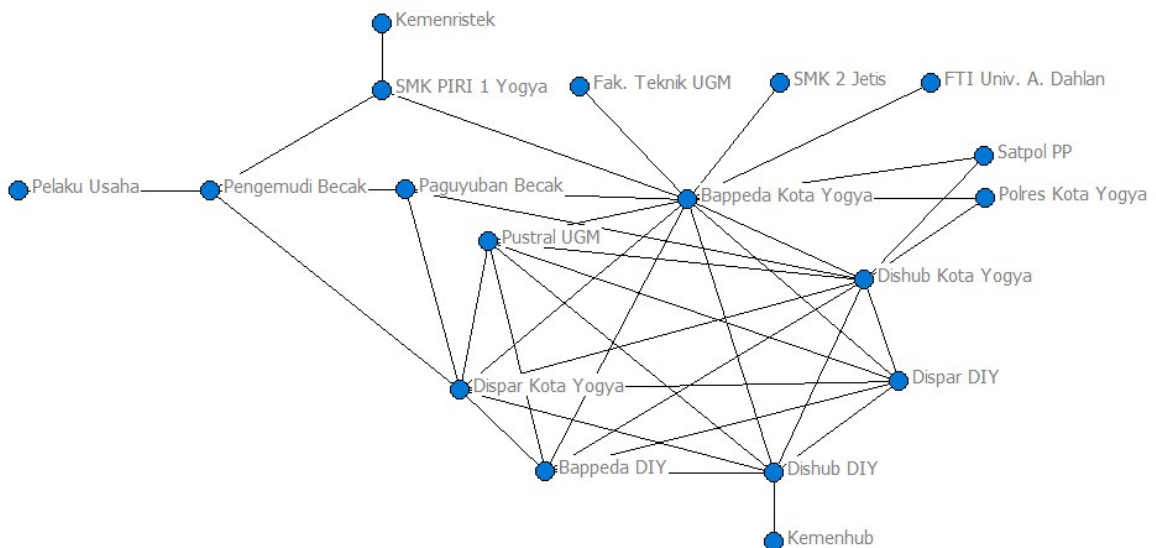 Kemenristek
SMK PIRI 1 Yogya
Fak. Teknik UGM
SMK 2 Jetis
FTI Univ. A. Dahlan
Satpol PP
Pelaku Usaha
Pengemudi Becak
Paguyuban Becak
Bappeda Kota Yogya
Polres Kota Yogya
Pustral UGM
Dishub Kota Yogya
Dispar Kota Yogya
Dispar DIY
Bappeda DIY
Dishub DIY
Kemenhub